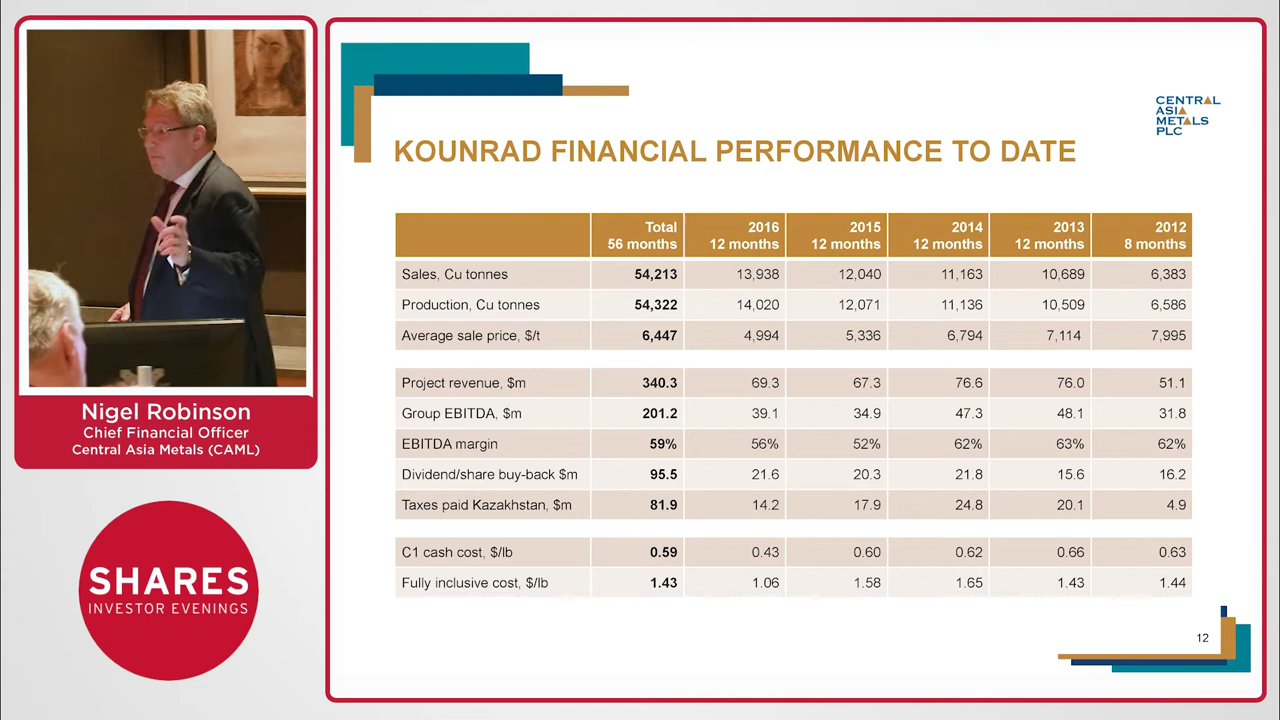 CENTRAL
ASIA
METALS
PLC
KOUNRAD FINANCIAL PERFORMANCE TO DATE
Total 2016 2015 2014 2013 2012
56 months 12 months 12 months 12 months 12 months 8 months
Sales, Cu tonnes 54,213 13,938 12,040 11,163 10,689 6,383
Production, Cu tonnes 54,322 14,020 12,071 11,136 10,509 6,586
Average sale price, $/t 6,447 4,994 5,336 6,794 7,114 7,995
Project revenue, $m 340.3 69.3 67.3 76.6 76.0 51.1
Group EBITDA, $m 201.2 39.1 34.9 47.3 48.1 31.8
EBITDA margin 59% 56% 52% 62% 63% 62%
Dividend/share buy-back $m 95.5 21.6 20.3 21.8 15.6 16.2
Taxes paid Kazakhstan, $m 81.9 14.2 17.9 24.8 20.1 4.9
C1 cash cost, $/lb 0.59 0.43 0.60 0.62 0.66 0.63
Fully inclusive cost, $/lb 1.43 1.06 1.58 1.65 1.43 1.44
12
Nigel Robinson
Chief Financial Officer
Central Asia Metals (CAML)
SHARES
INVESTOR EVENINGS